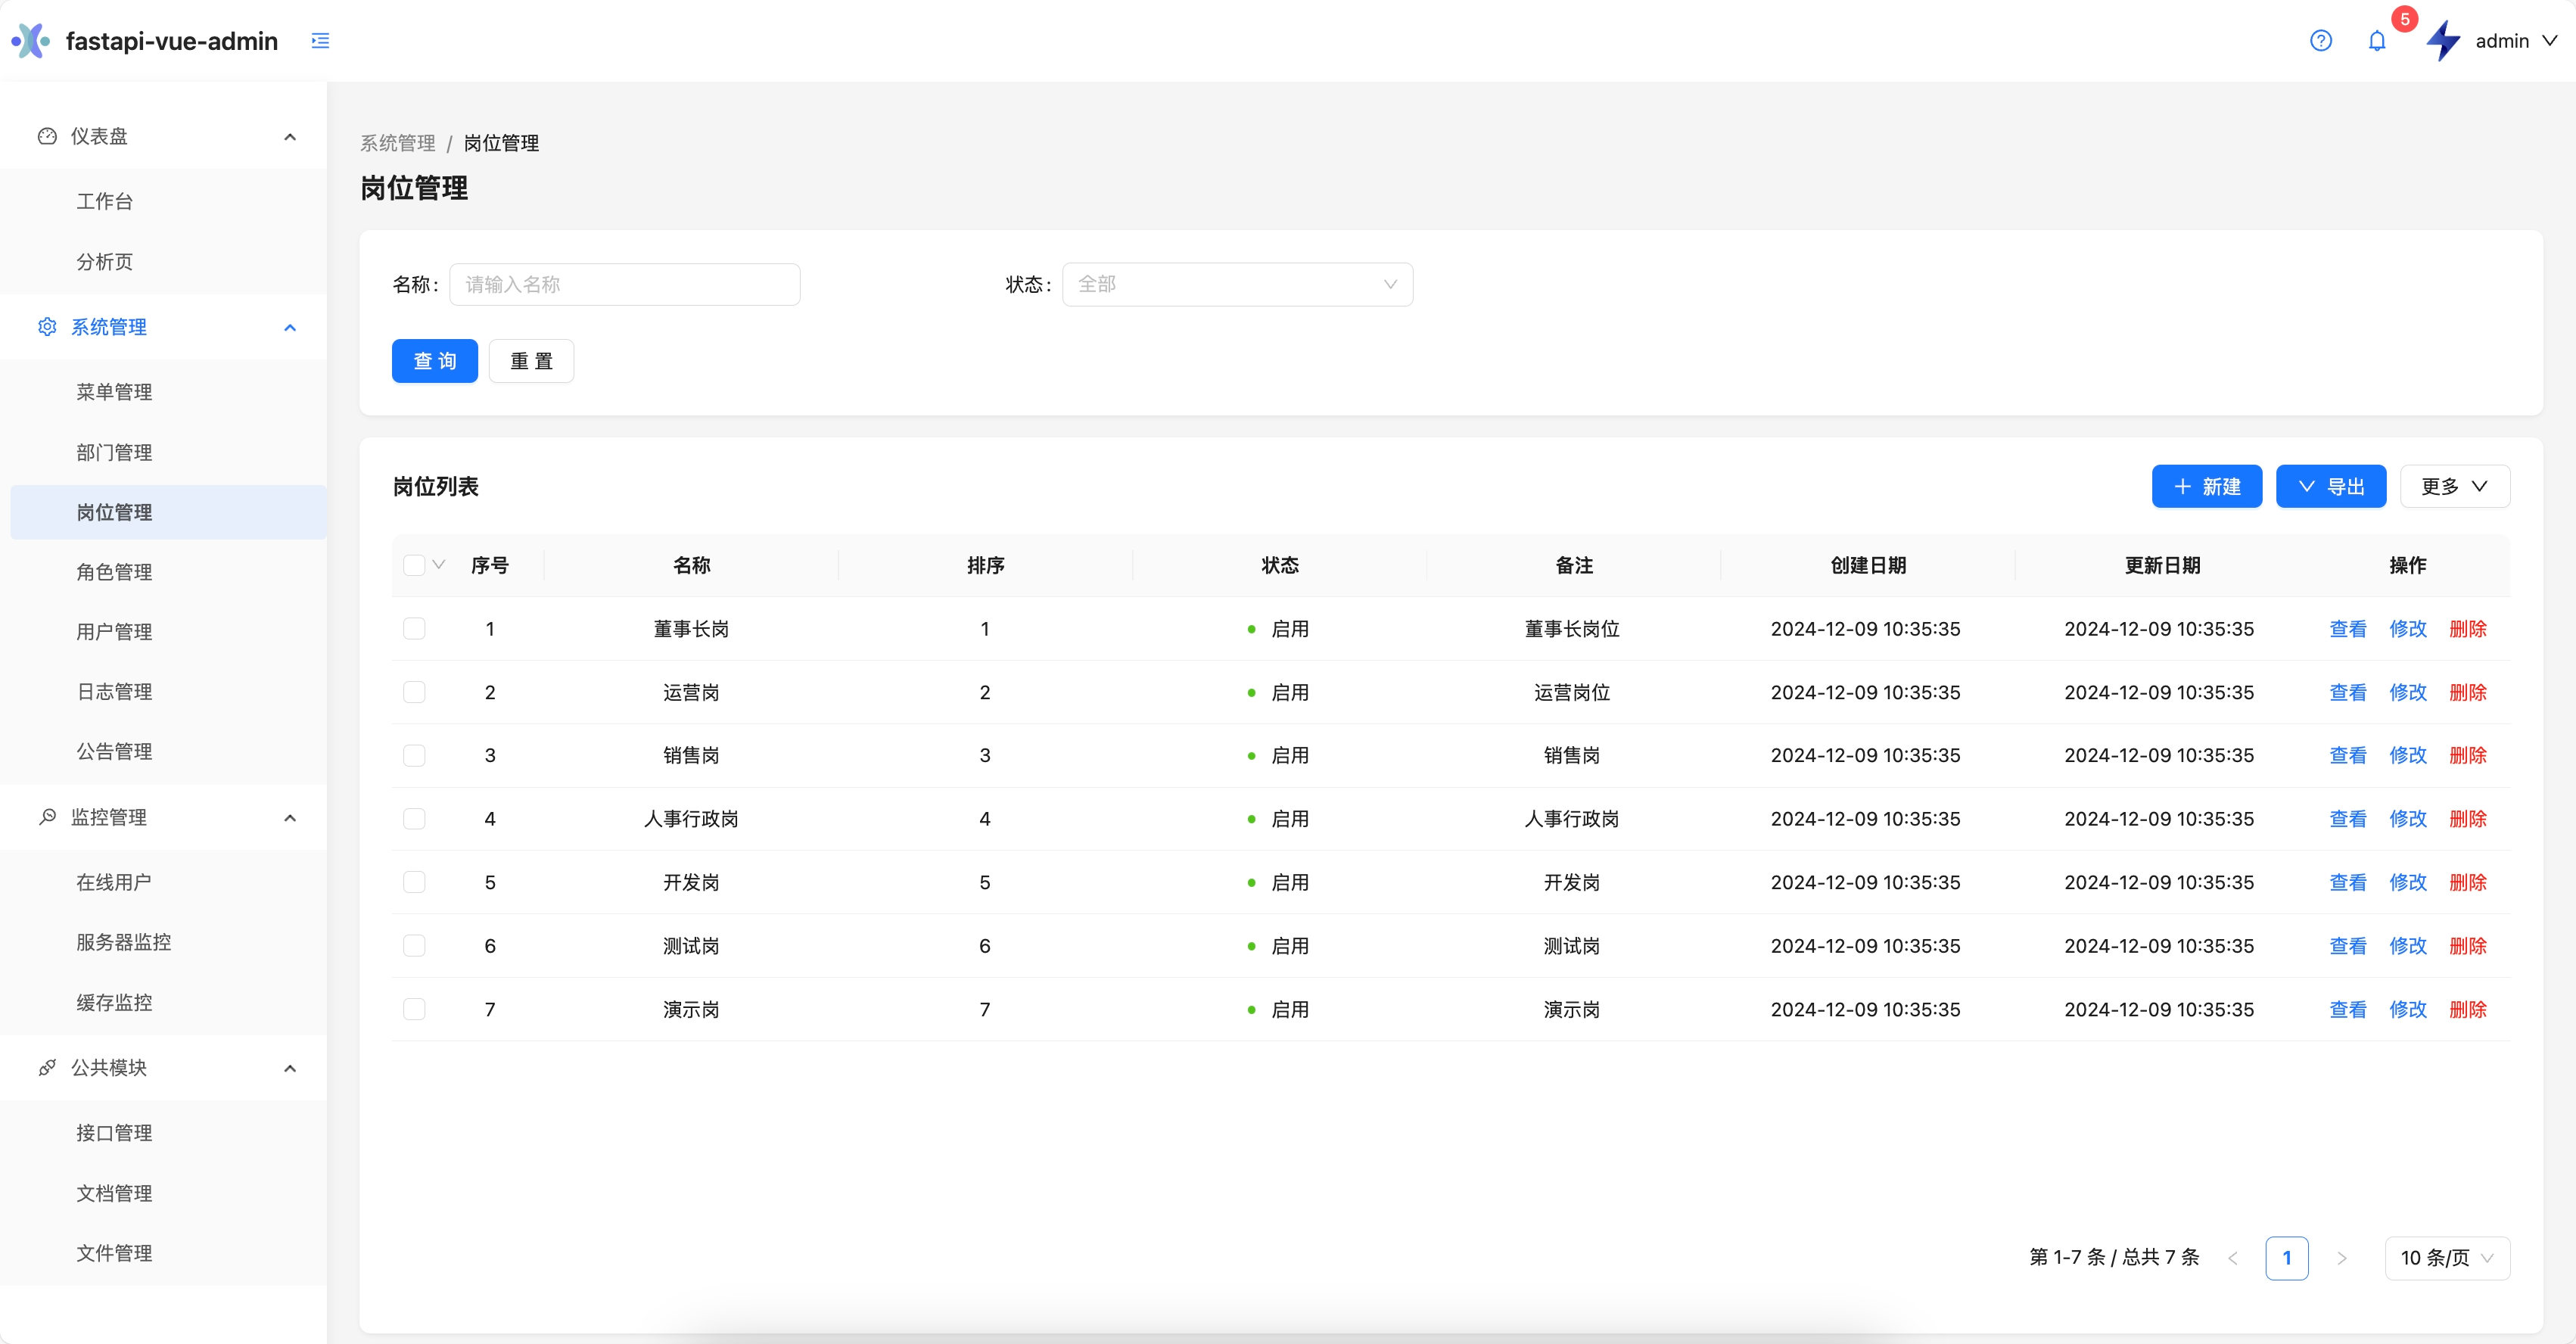 fastapi-vue-admin
5
admin
仪表盘
工作台
分析页
系统管理
菜单管理
部门管理
岗位管理
角色管理
用户管理
日志管理
公告管理
监控管理
在线用户
服务器监控
缓存监控
公共模块
接口管理
文档管理
文件管理
系统管理 / 岗位管理
岗位管理
名称: 请输入名称 状态: 全部
查 询 重 置
岗位列表 新建 导出 更多
序号 名称 排序 状态 备注 创建日期 更新日期 操作
1 董事长岗 1 启用 董事长岗位 2024-12-09 10:35:35 2024-12-09 10:35:35 查看 修改 删除
2 运营岗 2 启用 运营岗位 2024-12-09 10:35:35 2024-12-09 10:35:35 查看 修改 删除
3 销售岗 3 启用 销售岗 2024-12-09 10:35:35 2024-12-09 10:35:35 查看 修改 删除
4 人事行政岗 4 启用 人事行政岗 2024-12-09 10:35:35 2024-12-09 10:35:35 查看 修改 删除
5 开发岗 5 启用 开发岗 2024-12-09 10:35:35 2024-12-09 10:35:35 查看 修改 删除
6 测试岗 6 启用 测试岗 2024-12-09 10:35:35 2024-12-09 10:35:35 查看 修改 删除
7 演示岗 7 启用 演示岗 2024-12-09 10:35:35 2024-12-09 10:35:35 查看 修改 删除
第 1-7 条 / 总共 7 条 < 1 > 10 条/页